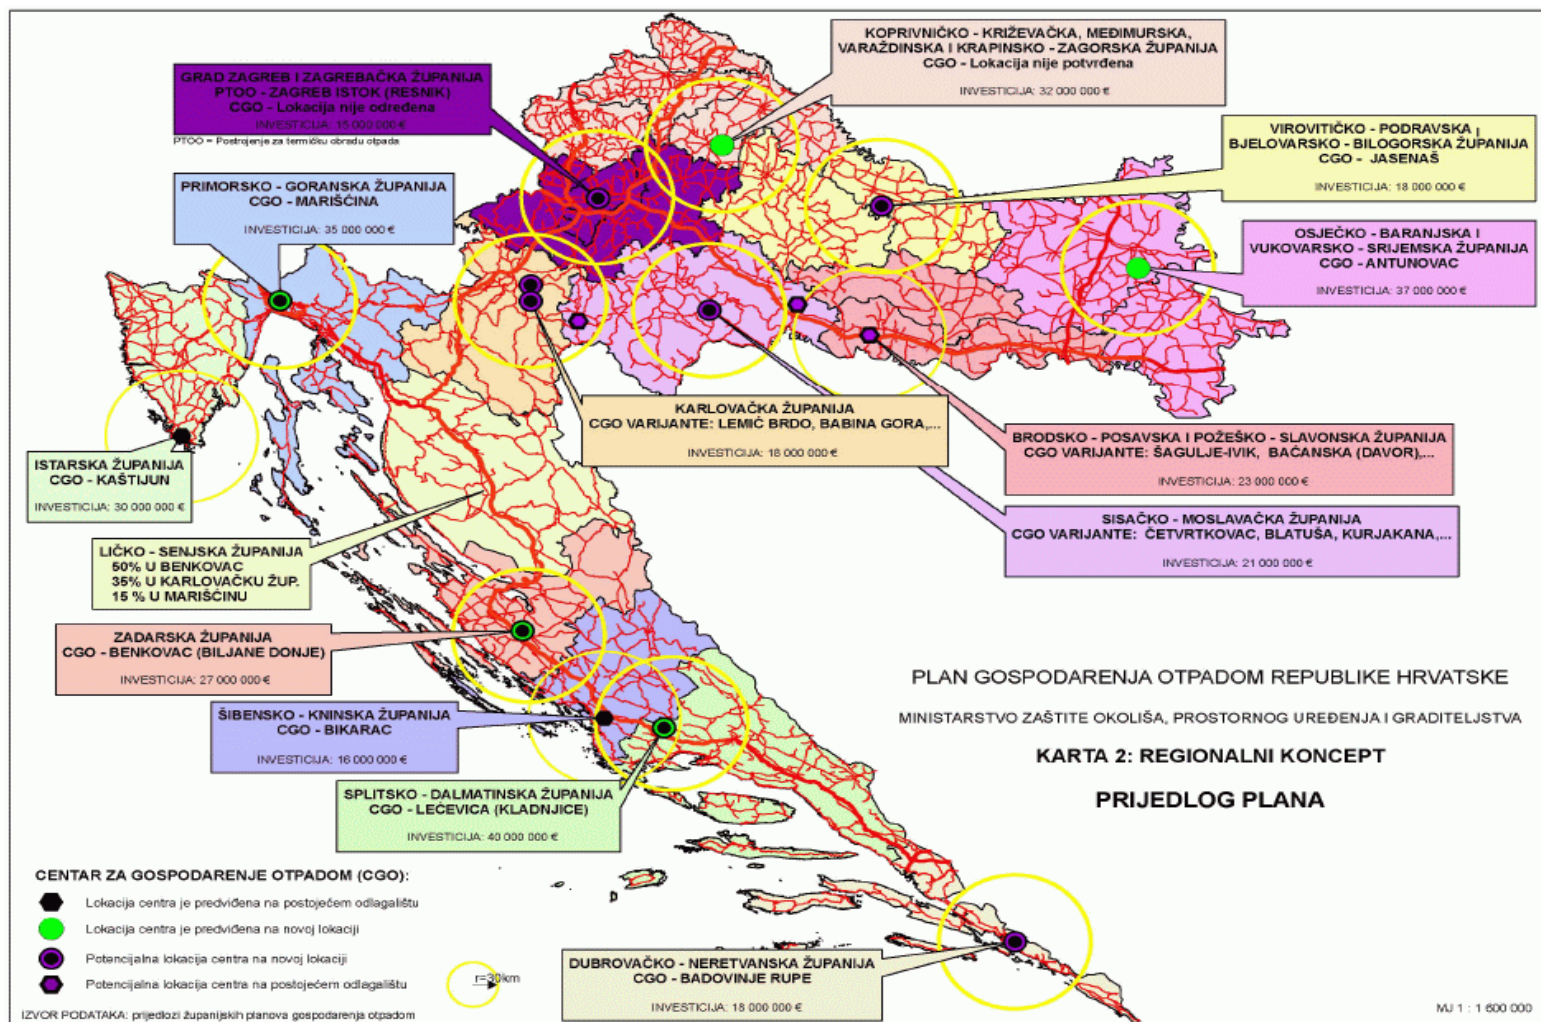 KOPRIVNIČKO - KRIŽEVAČKA, MEĐIMURSKA,
VARAŽDINSKA I KRAPINSKO - ZAGORSKA ŽUPANIJA
CGO - Lokacija nije potvrđena
INVESTICIJA: 32 000 000 €
GRAD ZAGREB I ZAGREBAČKA ŽUPANIJA
PTOO - ZAGREB ISTOK (RESNIK)
CGO - Lokacija nije određena
INVESTICIJA: 15 000 000 €
PTOO = Postrojenje za termičku obradu otpada
VIROVITIČKO - PODRAVSKA I
BJELOVARSKO - BILOGORSKA ŽUPANIJA
CGO - JASENAŠ
INVESTICIJA: 18 000 000 €
PRIMORSKO - GORANSKA ŽUPANIJA
CGO - MARIŠĆINA
INVESTICIJA: 35 000 000 €
OSJEČKO - BARANJSKA I
VUKOVARSKO - SRIJEMSKA ŽUPANIJA
CGO - ANTUNOVAC
INVESTICIJA: 37 000 000 €
KARLOVAČKA ŽUPANIJA
CGO VARIJANTE: LEMIĆ BRDO, BABINA GORA,...
INVESTICIJA: 18 000 000 €
BRODSKO - POSAVSKA I POŽEŠKO - SLAVONSKA ŽUPANIJA
CGO VARIJANTE: ŠAGULJE-IVIK, BAČANSKA (DAVOR),...
INVESTICIJA: 23 000 000 €
ISTARSKA ŽUPANIJA
CGO - KAŠTIJUN
INVESTICIJA: 30 000 000 €
SISAČKO - MOSLAVAČKA ŽUPANIJA
CGO VARIJANTE: ČETVRTKOVAC, BLATUŠA, KURJAKANA,...
INVESTICIJA: 21 000 000 €
LIČKO - SENJSKA ŽUPANIJA
50% U BENKOVAC
35% U KARLOVAČKU ŽUP.
15 % U MARIŠĆINU
ZADARSKA ŽUPANIJA
CGO - BENKOVAC (BILJANE DONJE)
INVESTICIJA: 27 000 000 €
ŠIBENSKO - KNINSKA ŽUPANIJA
CGO - BIKARAC
INVESTICIJA: 16 000 000 €
SPLITSKO - DALMATINSKA ŽUPANIJA
CGO - LEĆEVICA (KLADNJICE)
INVESTICIJA: 40 000 000 €
PLAN GOSPODARENJA OTPADOM REPUBLIKE HRVATSKE
MINISTARSTVO ZAŠTITE OKOLIŠA, PROSTORNOG UREĐENJA I GRADITELJSTVA
KARTA 2: REGIONALNI KONCEPT
PRIJEDLOG PLANA
CENTAR ZA GOSPODARENJE OTPADOM (CGO):
Lokacija centra je predviđena na postojećem odlagalištu
Lokacija centra je predviđena na novoj lokaciji
Potencijalna lokacija centra na novoj lokaciji
Potencijalna lokacija centra na postojećem odlagalištu
r=30km
DUBROVAČKO - NERETVANSKA ŽUPANIJA
CGO - BADOVINJE RUPE
INVESTICIJA: 18 000 000 €
IZVOR PODATAKA: prijedlozi županijskih planova gospodarenja otpadom
MJ 1 : 1 600 000